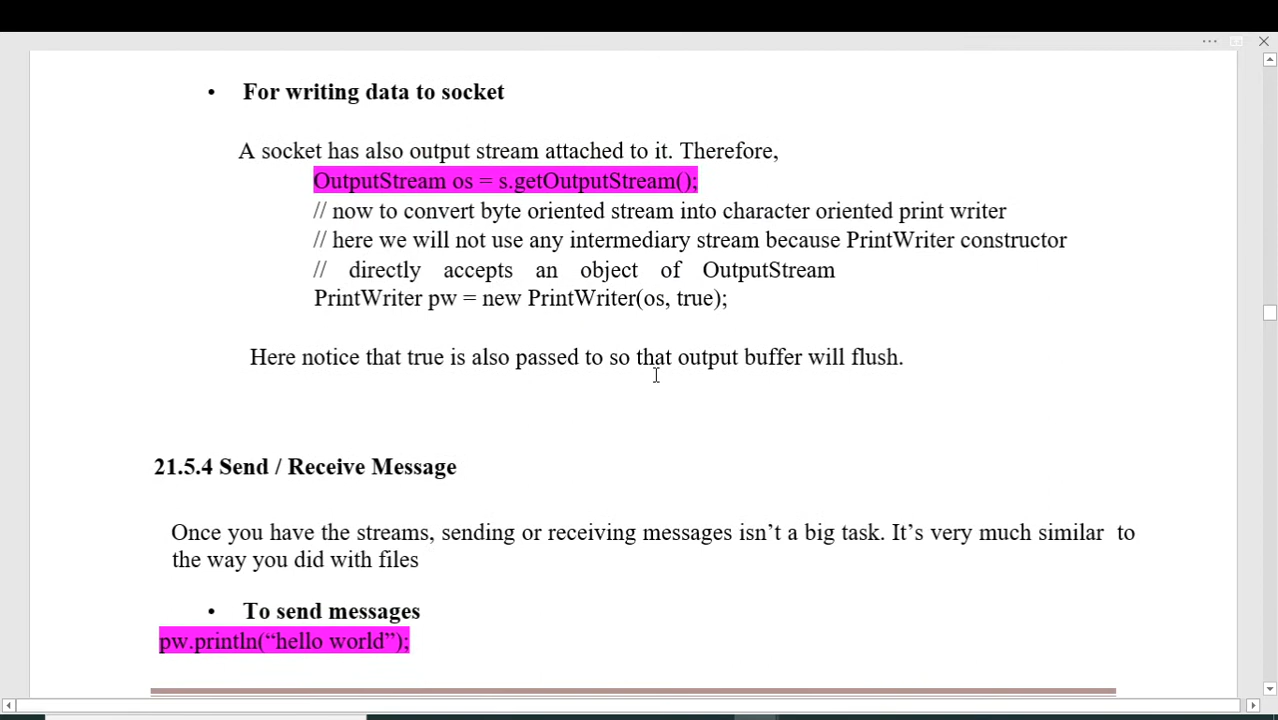 • For writing data to socket
A socket has also output stream attached to it. Therefore,
OutputStream os = s.getOutputStream();
// now to convert byte oriented stream into character oriented print writer
// here we will not use any intermediary stream because PrintWriter constructor
// directly accepts an object of OutputStream
PrintWriter pw = new PrintWriter(os, true);
Here notice that true is also passed to so that output buffer will flush.
21.5.4 Send / Receive Message
Once you have the streams, sending or receiving messages isn’t a big task. It’s very much similar to
the way you did with files
• To send messages
pw.println(“hello world”);